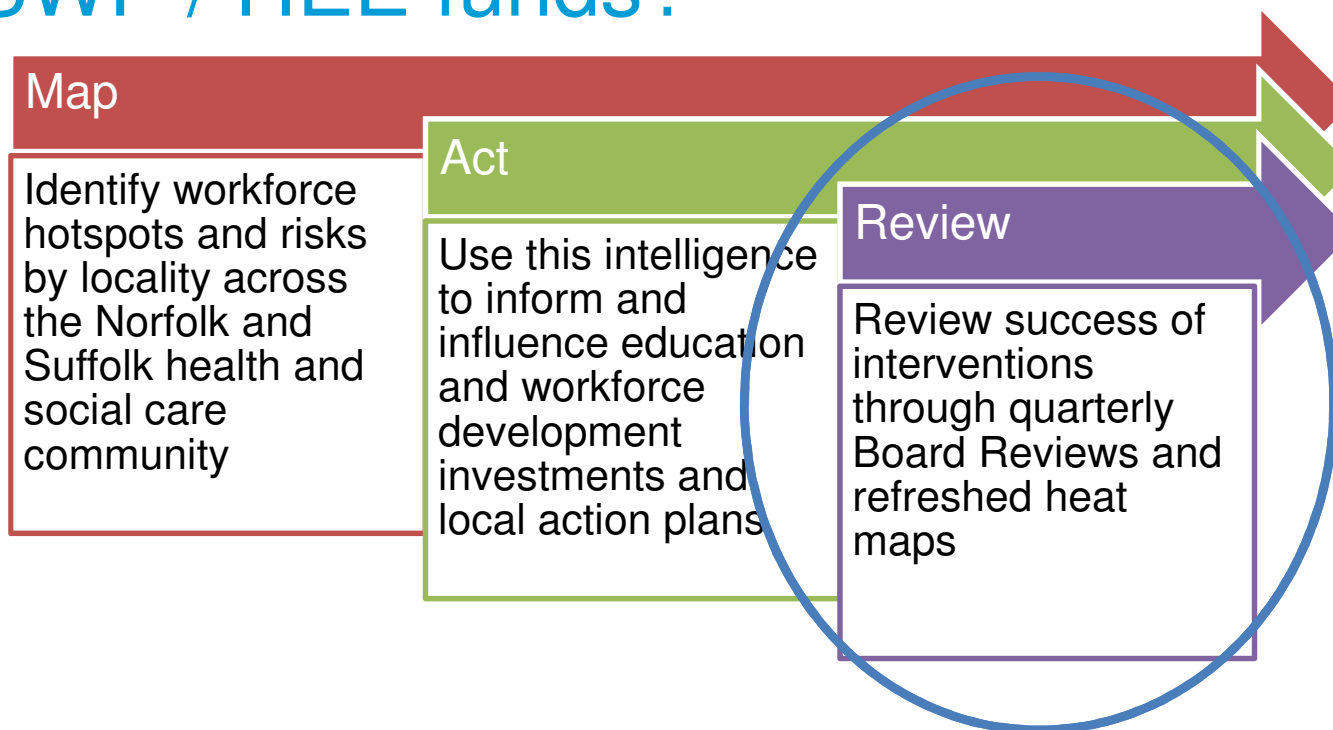 / HEE funds?
Map
Identify workforce
hotspots and risks
by locality across
the Norfolk and
Suffolk health and
social care
community
Act
Use this intelligence
to inform and
influence education
and workforce
development
investments and
local action plans
Review
Review success of
interventions
through quarterly
Board Reviews and
refreshed heat
maps